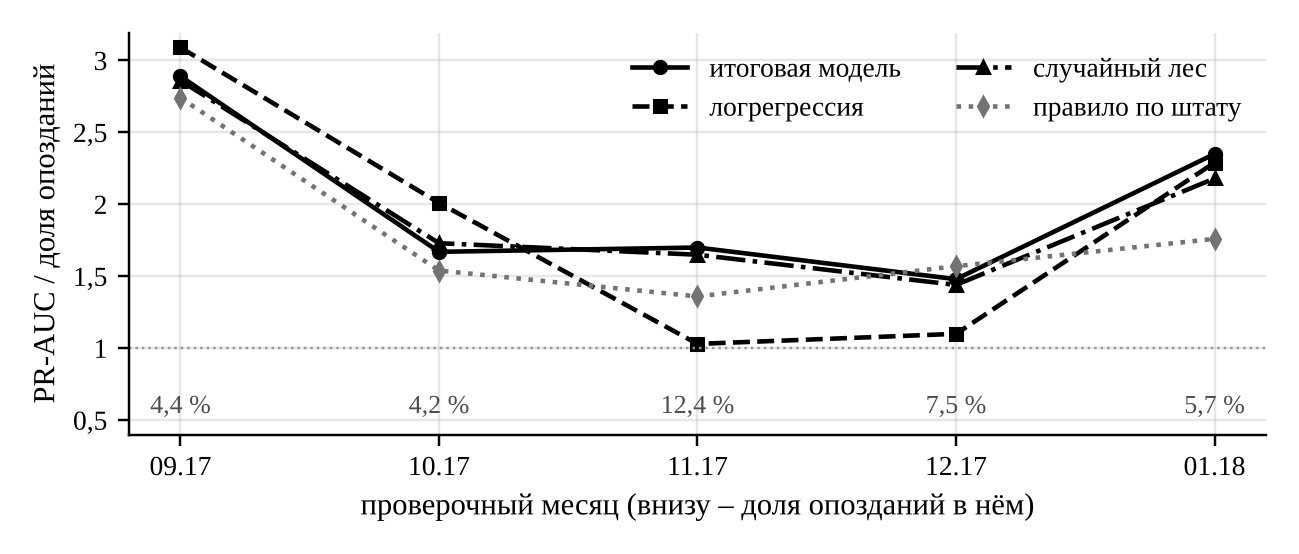 PR-AUC / доля опозданий
3
2,5
2
1,5
1
0,5
итоговая модель
логрегрессия
случайный лес
правило по штату
4,4 %
4,2 %
12,4 %
7,5 %
5,7 %
09.17
10.17
11.17
12.17
01.18
проверочный месяц (внизу – доля опозданий в нём)